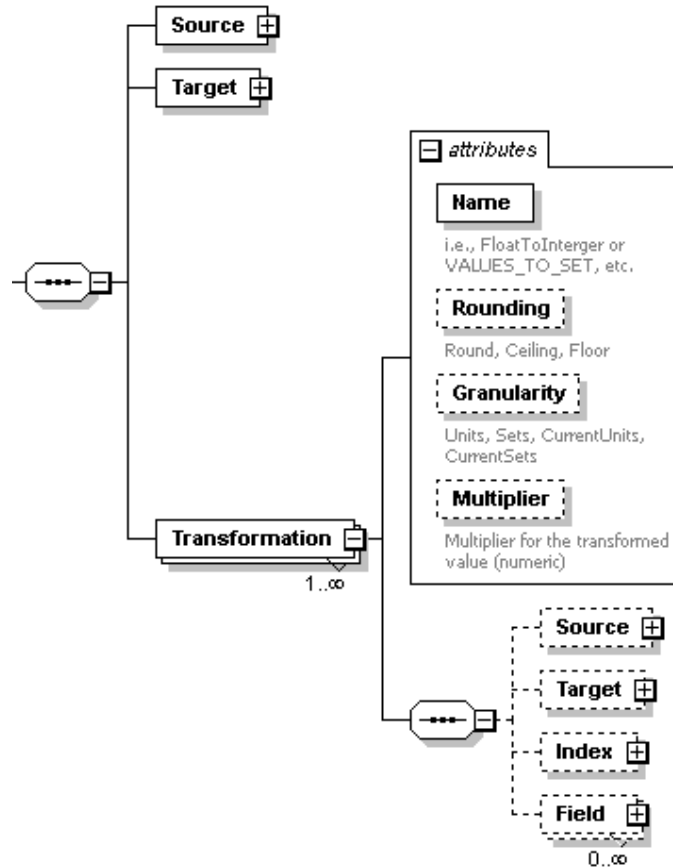 Source
Target
attributes
Name
i.e., FloatToInterger or
VALUES_TO_SET, etc.
Rounding
Round, Ceiling, Floor
Granularity
Units, Sets, CurrentUnits,
CurrentSets
Multiplier
Multiplier for the transformed
value (numeric)
Transformation
1..∞
Source
Target
Index
Field
0..∞